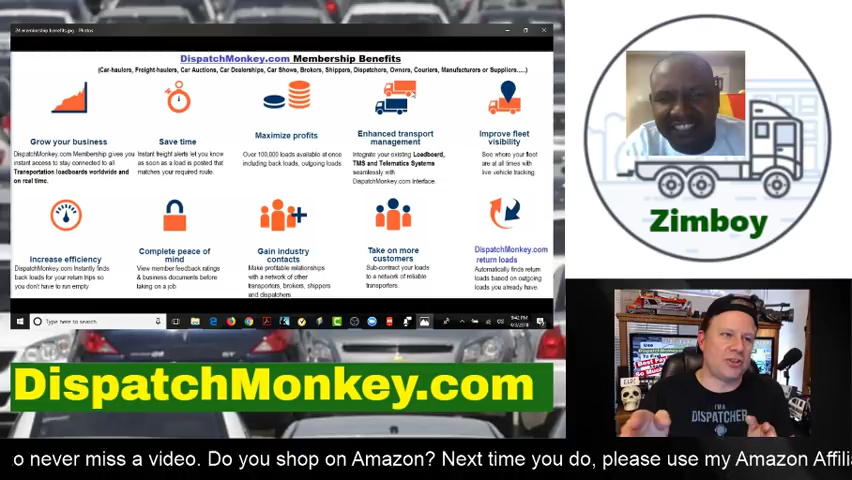 24 membership benefits.jpg - Photos
DispatchMonkey.com Membership Benefits
(Car-haulers, Freight-haulers, Car Auctions, Car Dealerships, Car Shows, Brokers, Shippers, Dispatchers, Owners, Couriers, Manufacturers or Suppliers.....)
Grow your business
DispatchMonkey.com Membership gives you
instant access to stay connected to all
Transportation loadboards worldwide and
on real time.
Save time
Instant freight alerts let you know
as soon as a load is posted that
matches your required route.
Maximize profits
Over 100,000 loads available at once
including back loads, outgoing loads.
Enhanced transport
management
Integrate your existing Loadboard,
TMS and Telematics Systems
seamlessly with
DispatchMonkey.com Interface.
Improve fleet
visibility
See where your fleet
are at all times with
live vehicle tracking.
Increase efficiency
DispatchMonkey.com Instantly finds
back loads for your return trips so
you don't have to run empty
Complete peace of
mind
View member feedback ratings
& business documents before
taking on a job
Gain industry
contacts
Make profitable relationships
with a network of other
transporters, brokers, shippers
and dispatchers.
Take on more
customers
Sub-contract your loads
to a network of reliable
transporters.
DispatchMonkey.com
return loads
Automatically finds return
loads based on outgoing
loads you already have.
Type here to search
9:42 PM
Zimboy
I'M A
DISPATCHER
DispatchMonkey.com
o never miss a video. Do you shop on Amazon? Next time you do, please use my Amazon Affilia